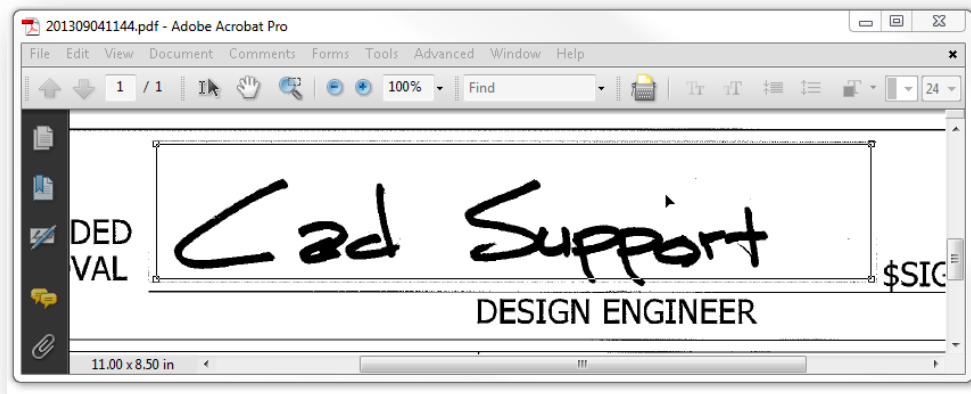 201309041144.pdf - Adobe Acrobat Pro
File Edit View Document Comments Forms Tools Advanced Window Help
1 / 1 100% Find 24
Cad Support
DED
OVAL
$SIG
DESIGN ENGINEER
11.00 x 8.50 in